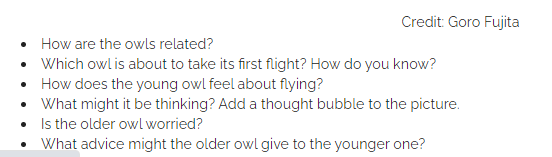 Credit: Goro Fujita
• How are the owls related?
• Which owl is about to take its first flight? How do you know?
• How does the young owl feel about flying?
• What might it be thinking? Add a thought bubble to the picture.
• Is the older owl worried?
• What advice might the older owl give to the younger one?